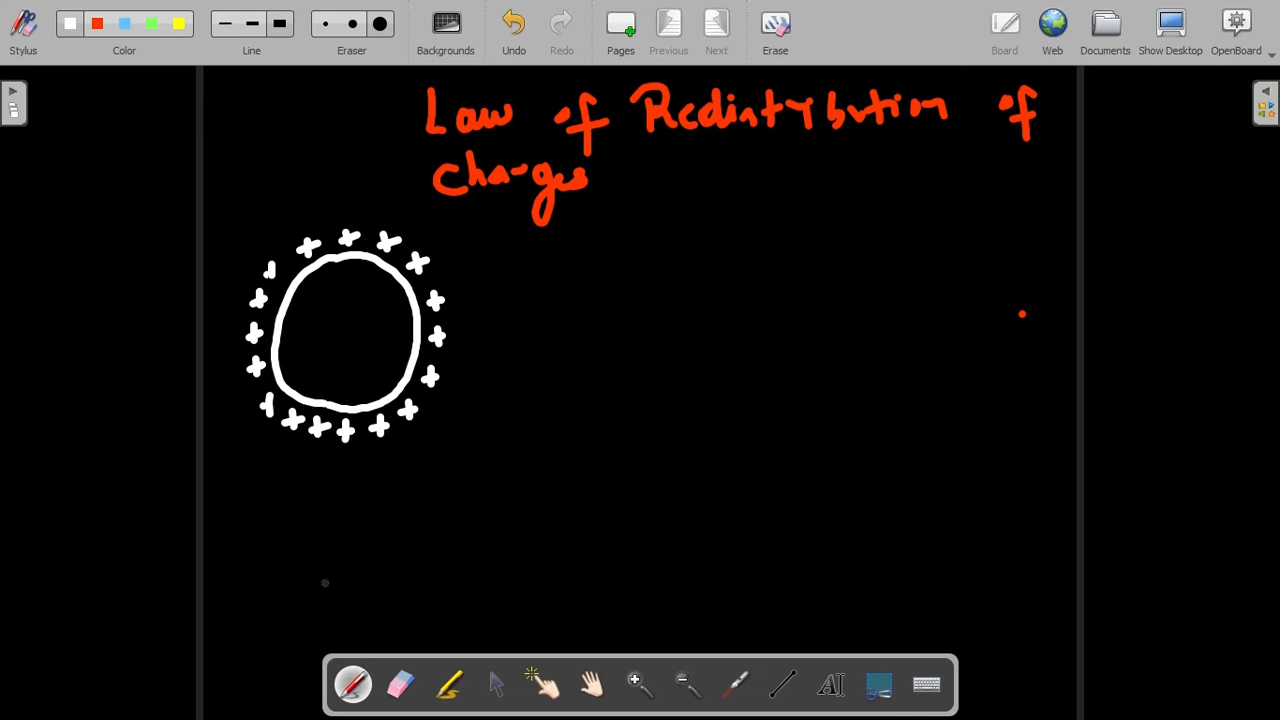 Stylus Color Line Eraser Backgrounds Undo Redo Pages Previous Next Erase Board Web Documents Show Desktop OpenBoard
Law of Redintybution of
Charges